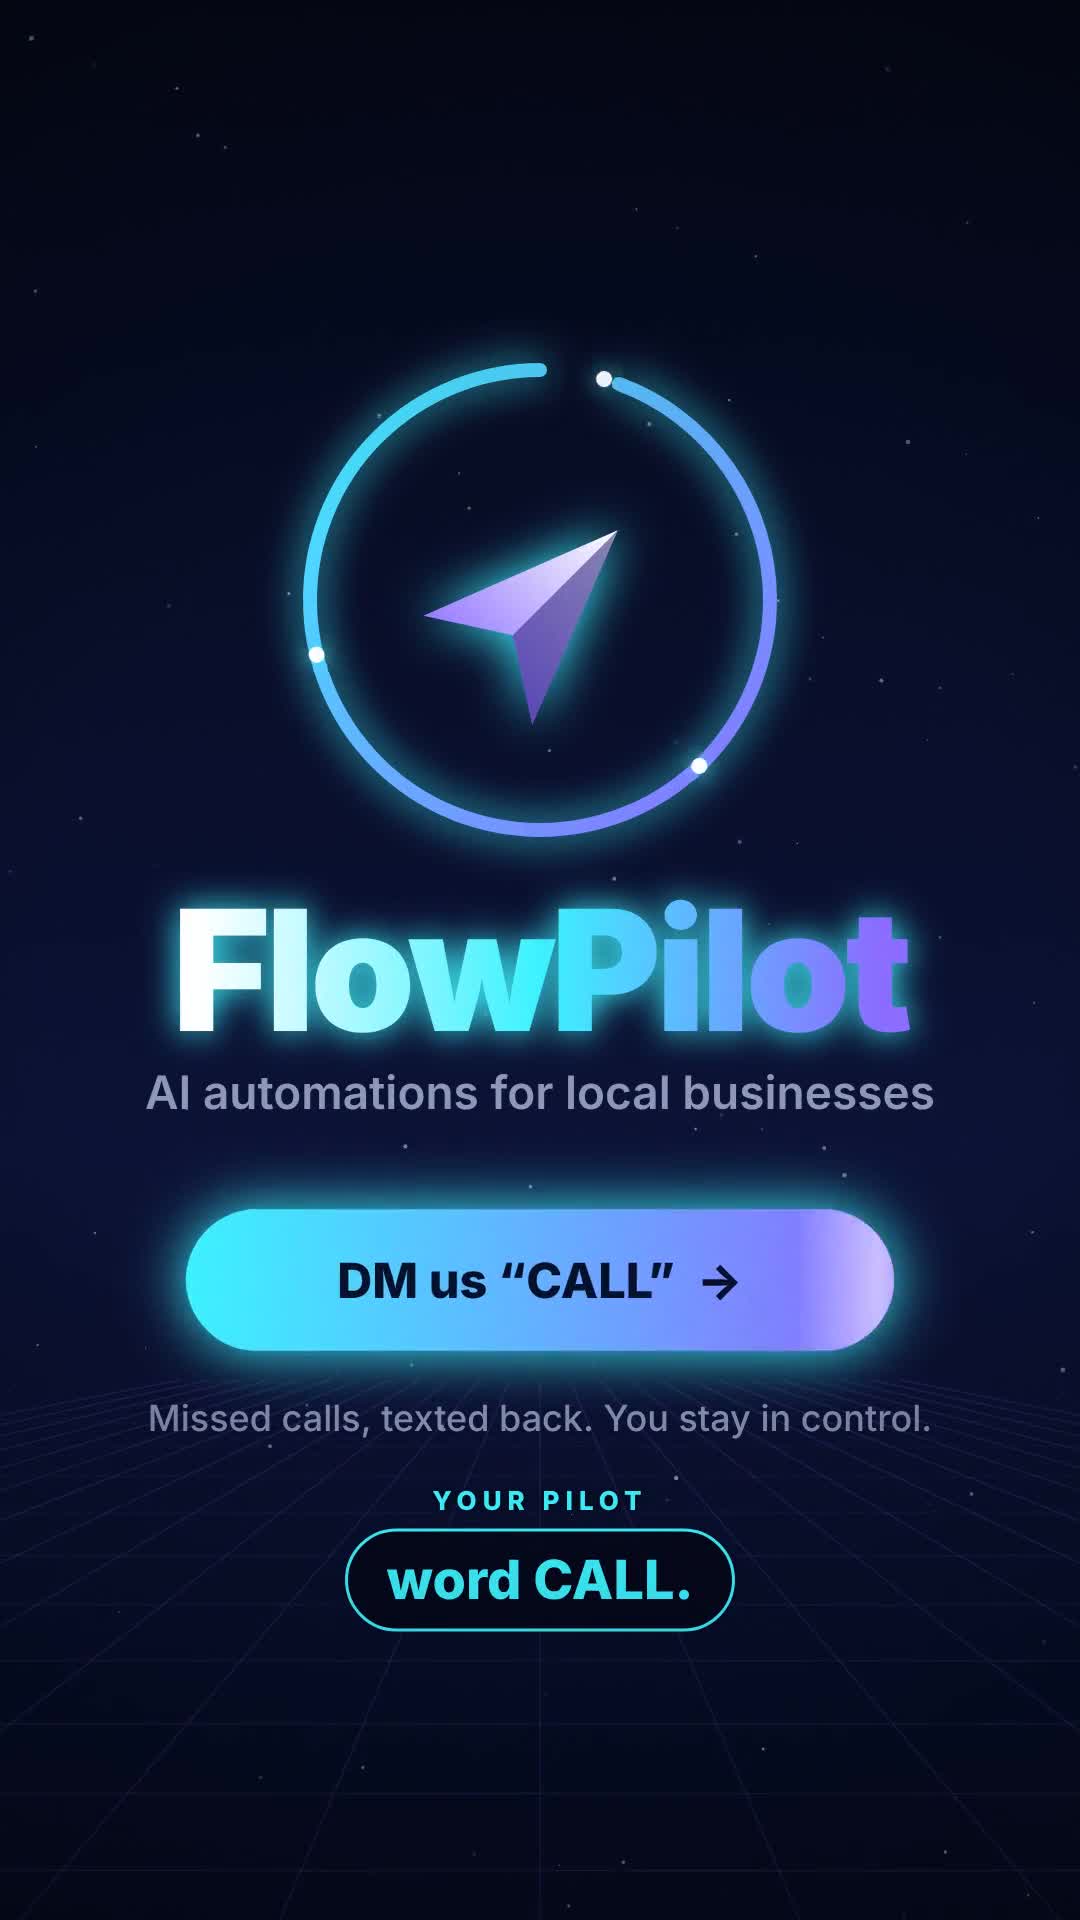 FlowPilot
AI automations for local businesses
DM us “CALL” →
Missed calls, texted back. You stay in control.
YOUR PILOT
word CALL.